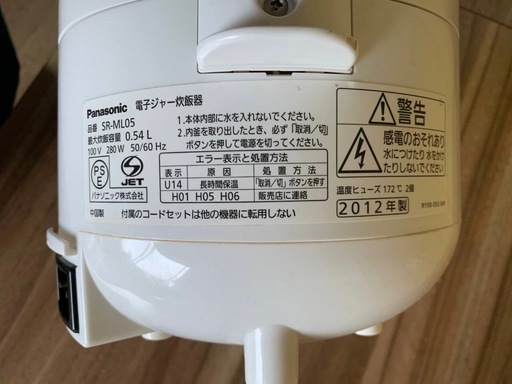 Panasonic 電子ジャー炊飯器
品番 SR-ML05
最大炊飯容量 0.54 L
100 V 280 W 50/60 Hz
PSE
JET
パナソニック株式会社
中国製
1.本体内部に水を入れないでください。
2.内釜を取り出したとき、必ず「取消/切」
ボタンを押して電源を切ってください。
エラー表示と処置方法
表示 原因 処置方法
U14 長時間保温 「取消/切」ボタンを押す
H01 H05 H06 販売店に連絡
付属のコードセットは他の機器に転用しない
警告
感電のおそれあり
水につけたり 水をかけ
たりしないでください
温度ヒューズ 172℃ 2個
2012年製